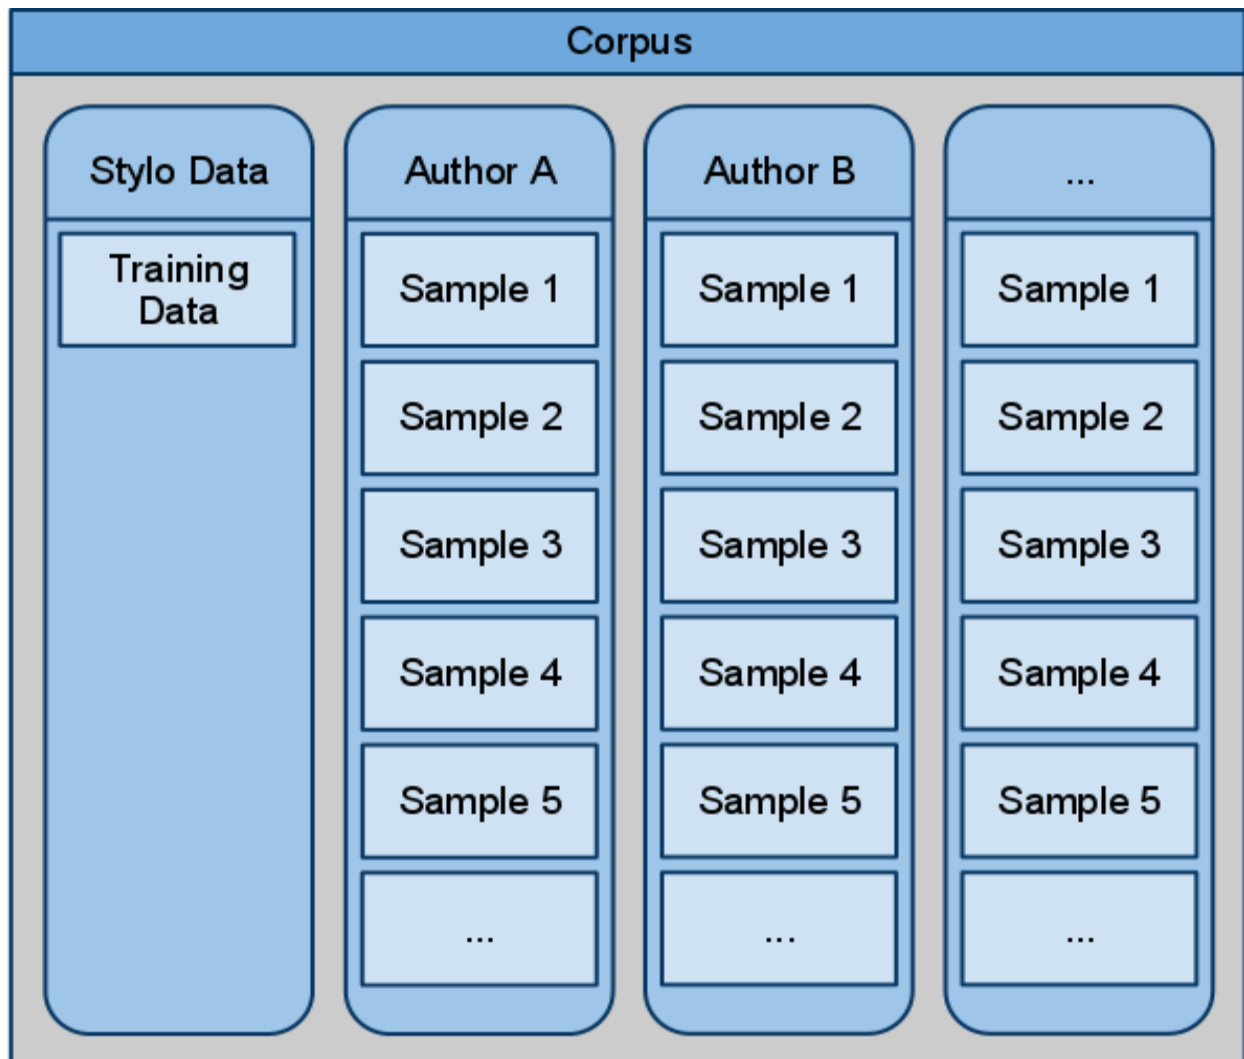 Corpus
Stylo Data
Training
Data
Author A
Sample 1
Sample 2
Sample 3
Sample 4
Sample 5
...
Author B
Sample 1
Sample 2
Sample 3
Sample 4
Sample 5
...
...
Sample 1
Sample 2
Sample 3
Sample 4
Sample 5
...